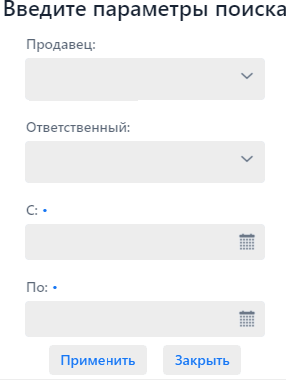 Введите параметры поиска
Продавец:
Ответственный:
С: •
По: •
Применить Закрыть